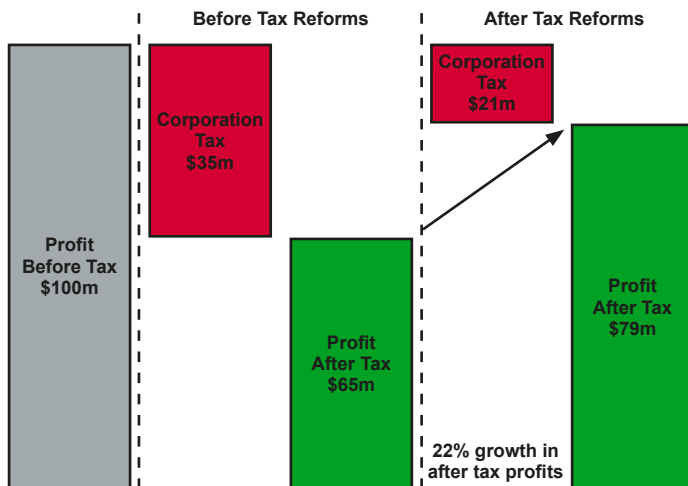 Before Tax Reforms
After Tax Reforms
Profit
Before Tax
$100m
Corporation
Tax
$35m
Profit
After Tax
$65m
Corporation
Tax
$21m
Profit
After Tax
$79m
22% growth in
after tax profits